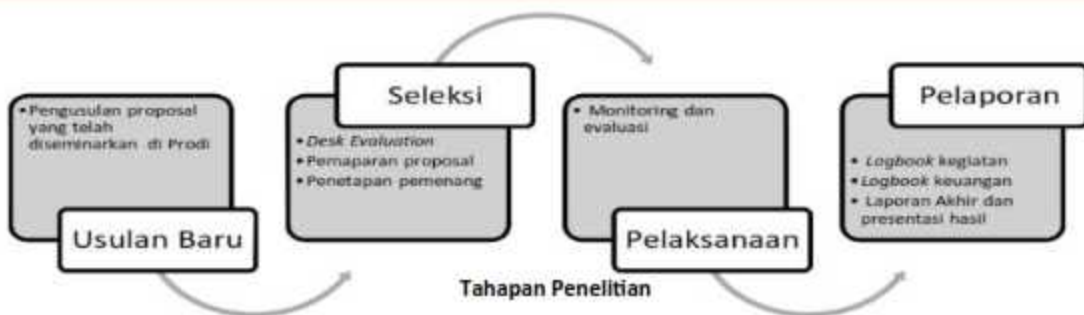 • Pengusulan proposal
yang telah
diseminarkan di Prodi
Usulan Baru
Seleksi
• Desk Evaluation
• Pemaparan proposal
• Penetapan pemenang
• Monitoring dan
evaluasi
Pelaksanaan
Pelaporan
• Logbook kegiatan
• Logbook keuangan
• Laporan Akhir dan
presentasi hasil
Tahapan Penelitian